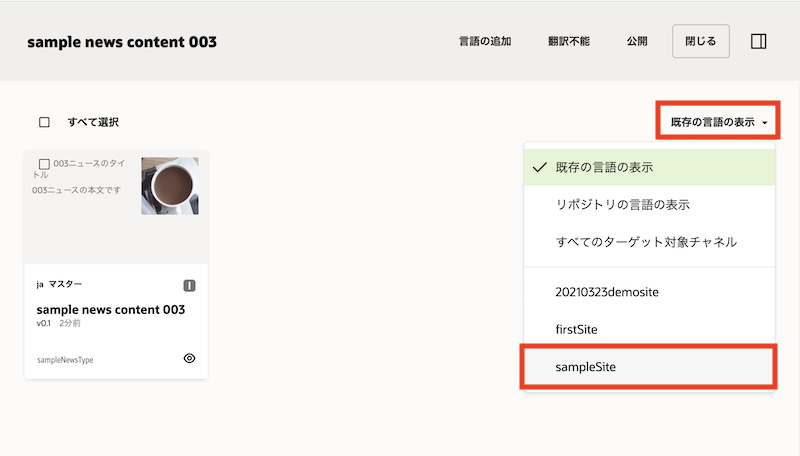 sample news content 003
言語の追加
翻訳不能
公開
閉じる
すべて選択
既存の言語の表示
003ニュースのタイ
トル
003ニュースの本文です
ja マスター
I
sample news content 003
v0.1 2分前
sampleNewsType
既存の言語の表示
リポジトリの言語の表示
すべてのターゲット対象チャネル
20210323demosite
firstSite
sampleSite